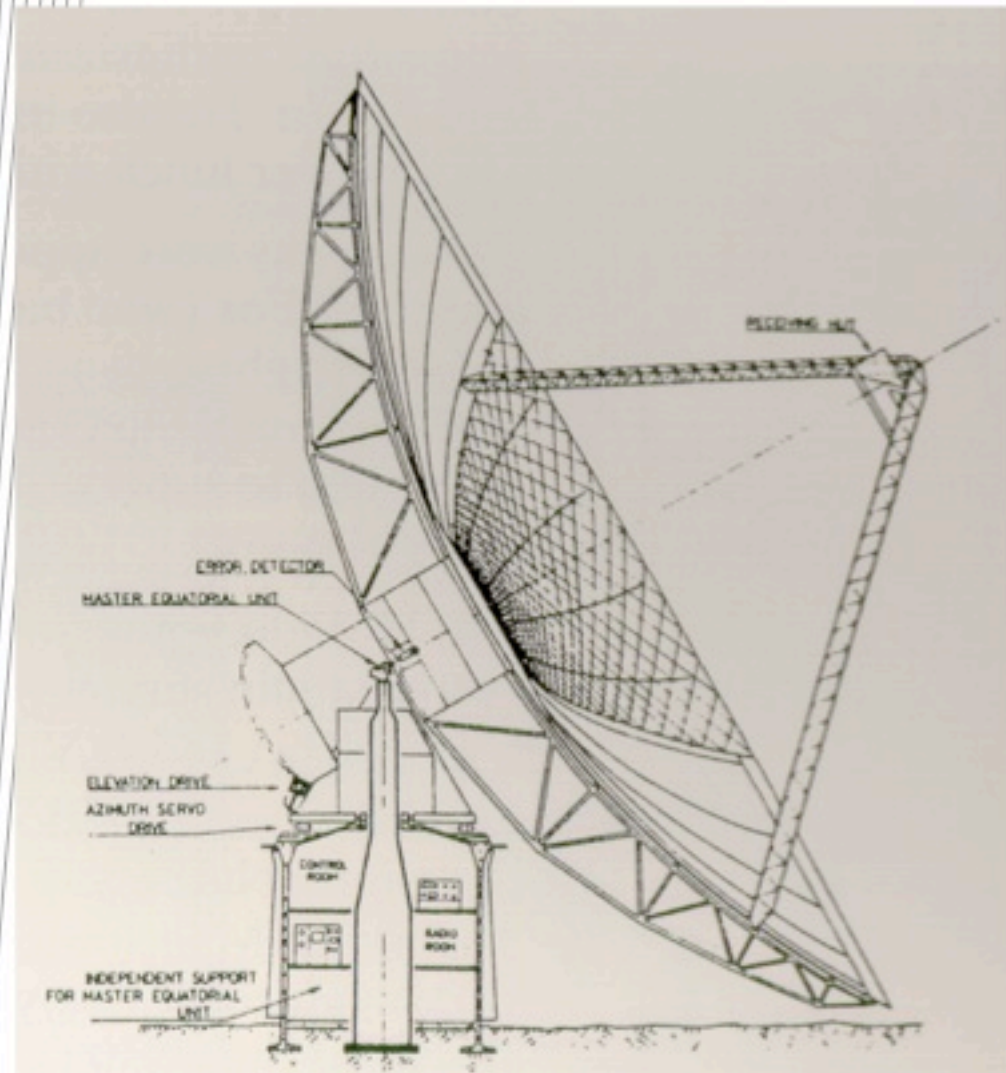 RECEIVING HUT
ERROR DETECTOR
MASTER EQUATORIAL UNIT
ELEVATION DRIVE
AZIMUTH SERVO
DRIVE
CONTROL
ROOM
RADIO
ROOM
INDEPENDENT SUPPORT
FOR MASTER EQUATORIAL
UNIT